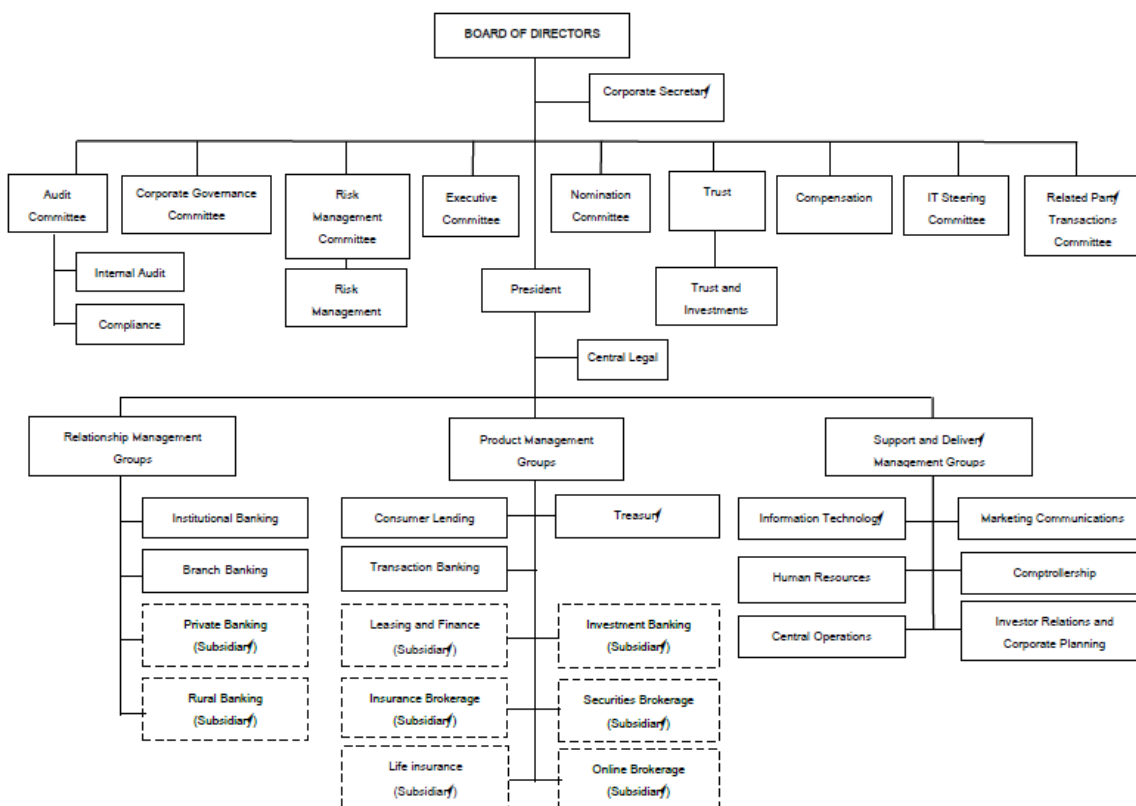 BOARD OF DIRECTORS
Corporate Secretary
Audit
Committee
Corporate Governance
Committee
Risk
Management
Committee
Executive
Committee
Nomination
Committee
Trust
Compensation
IT Steering
Committee
Related Party
Transactions
Committee
Internal Audit
Compliance
Risk
Management
President
Trust and
Investments
Central Legal
Relationship Management
Groups
Product Management
Groups
Support and Delivery
Management Groups
Institutional Banking
Branch Banking
Private Banking
(Subsidiary)
Rural Banking
(Subsidiary)
Consumer Lending
Treasury
Transaction Banking
Leasing and Finance
(Subsidiary)
Investment Banking
(Subsidiary)
Insurance Brokerage
(Subsidiary)
Securities Brokerage
(Subsidiary)
Life insurance
(Subsidiary)
Online Brokerage
(Subsidiary)
Information Technology
Marketing Communications
Human Resources
Comptrollership
Central Operations
Investor Relations and
Corporate Planning